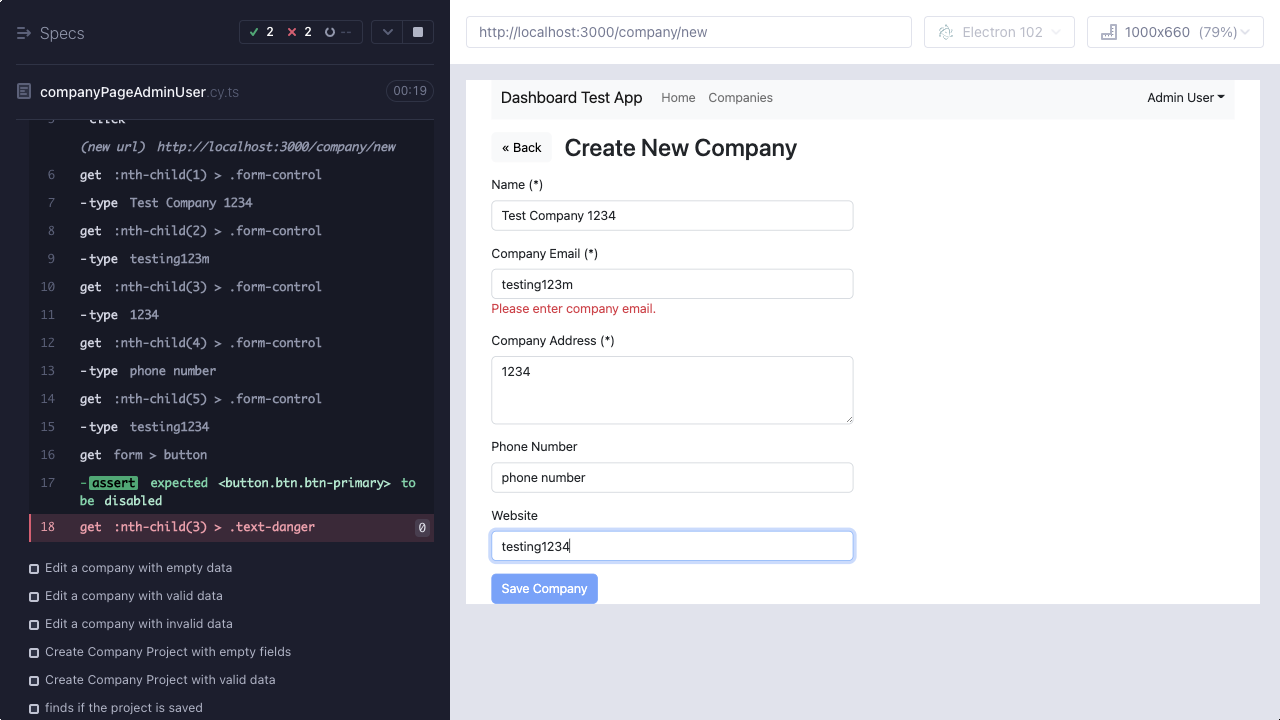 Specs
2 2 --
companyPageAdminUser.cy.ts
00:19
5 -click
(new url) http://localhost:3000/company/new
6 get :nth-child(1) > .form-control
7 -type Test Company 1234
8 get :nth-child(2) > .form-control
9 -type testing123m
10 get :nth-child(3) > .form-control
11 -type 1234
12 get :nth-child(4) > .form-control
13 -type phone number
14 get :nth-child(5) > .form-control
15 -type testing1234
16 get form > button
17 -assert expected <button.btn.btn-primary> to
be disabled
18 get :nth-child(3) > .text-danger 0
Edit a company with empty data
Edit a company with valid data
Edit a company with invalid data
Create Company Project with empty fields
Create Company Project with valid data
finds if the project is saved
http://localhost:3000/company/new
Electron 102
1000x660 (79%)
Dashboard Test App Home Companies Admin User
« Back Create New Company
Name (*)
Test Company 1234
Company Email (*)
testing123m
Please enter company email.
Company Address (*)
1234
Phone Number
phone number
Website
testing1234
Save Company